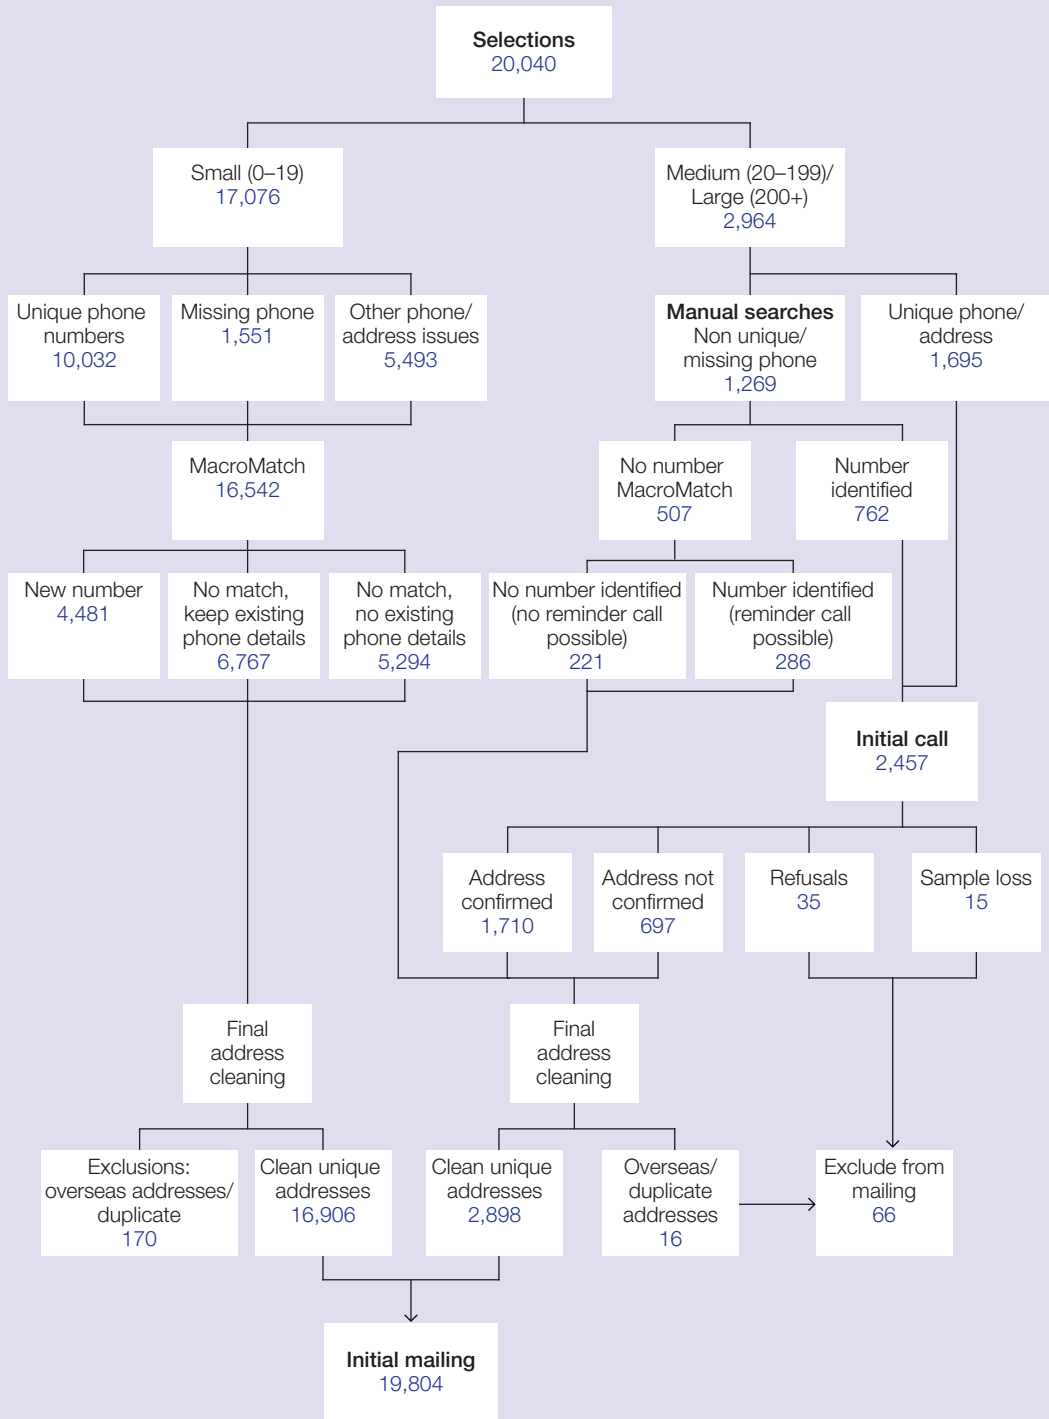 Selections
20,040
Small (0–19)
17,076
Medium (20–199)/
Large (200+)
2,964
Unique phone
numbers
10,032
Missing phone
1,551
Other phone/
address issues
5,493
Manual searches
Non unique/
missing phone
1,269
Unique phone/
address
1,695
MacroMatch
16,542
No number
MacroMatch
507
Number
identified
762
New number
4,481
No match,
keep existing
phone details
6,767
No match,
no existing
phone details
5,294
No number identified
(no reminder call
possible)
221
Number identified
(reminder call
possible)
286
Initial call
2,457
Address
confirmed
1,710
Address not
confirmed
697
Refusals
35
Sample loss
15
Final
address
cleaning
Final
address
cleaning
Exclusions:
overseas addresses/
duplicate
170
Clean unique
addresses
16,906
Clean unique
addresses
2,898
Overseas/
duplicate
addresses
16
Exclude from
mailing
66
Initial mailing
19,804